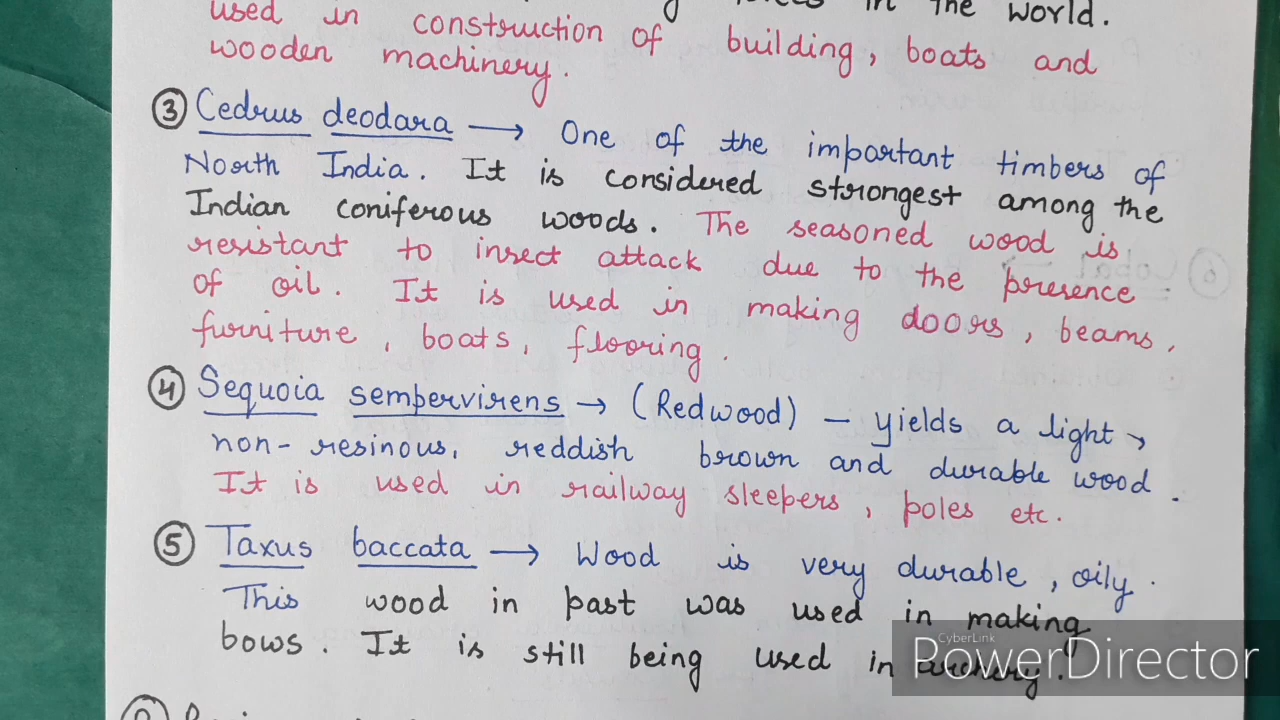 in the world.
used in construction of building, boats and
wooden machinery.
③ Cedrus deodara → One of the important timbers of
North India. It is considered strongest among the
Indian coniferous woods. The seasoned wood is
resistant to insect attack due to the presence
of oil. It is used in making doors, beams,
furniture, boats, flooring.
④ Sequoia sempervirens → (Redwood) – yields a light,
non-resinous, reddish brown and durable wood.
It is used in railway sleepers, poles etc.
⑤ Taxus baccata → Wood is very durable, oily.
This wood in past was used in making
bows. It is still being used in archery.
CyberLink
PowerDirector